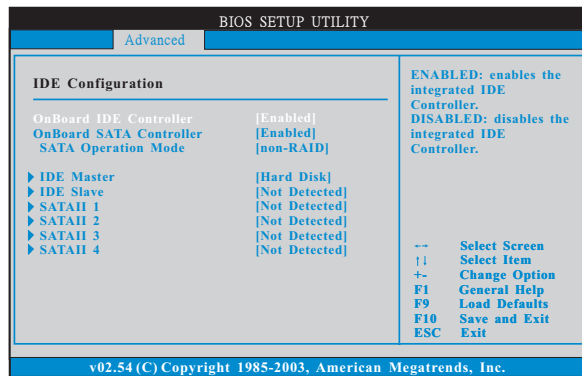 BIOS SETUP UTILITY
Advanced
IDE Configuration
OnBoard IDE Controller [Enabled]
OnBoard SATA Controller [Enabled]
SATA Operation Mode [non-RAID]
IDE Master [Hard Disk]
IDE Slave [Not Detected]
SATAII 1 [Not Detected]
SATAII 2 [Not Detected]
SATAII 3 [Not Detected]
SATAII 4 [Not Detected]
ENABLED: enables the
integrated IDE
Controller.
DISABLED: disables the
integrated IDE
Controller.
←→ Select Screen
↑↓ Select Item
+- Change Option
F1 General Help
F9 Load Defaults
F10 Save and Exit
ESC Exit
v02.54 (C) Copyright 1985-2003, American Megatrends, Inc.